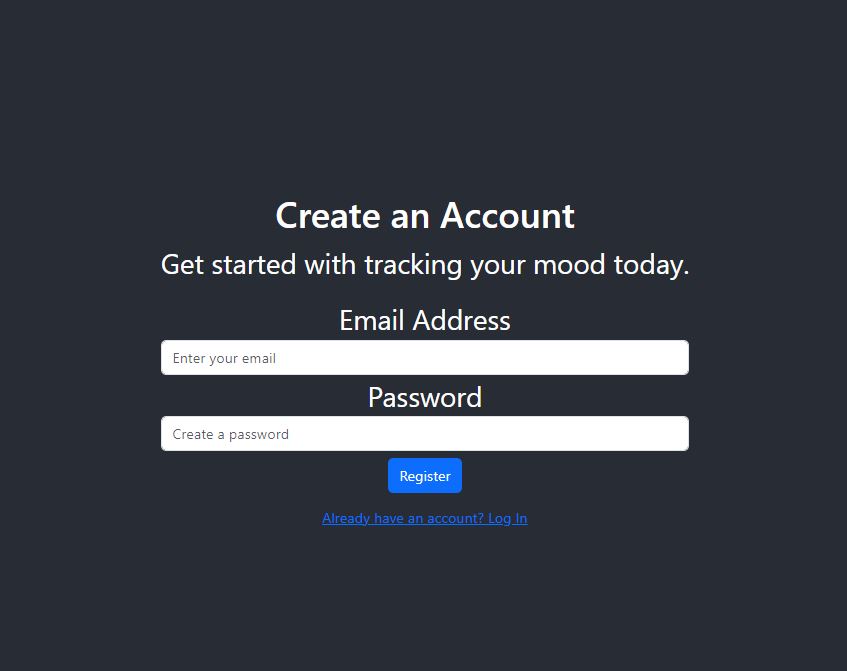 Create an Account
Get started with tracking your mood today.
Email Address
Enter your email
Password
Create a password
Register
Already have an account? Log In